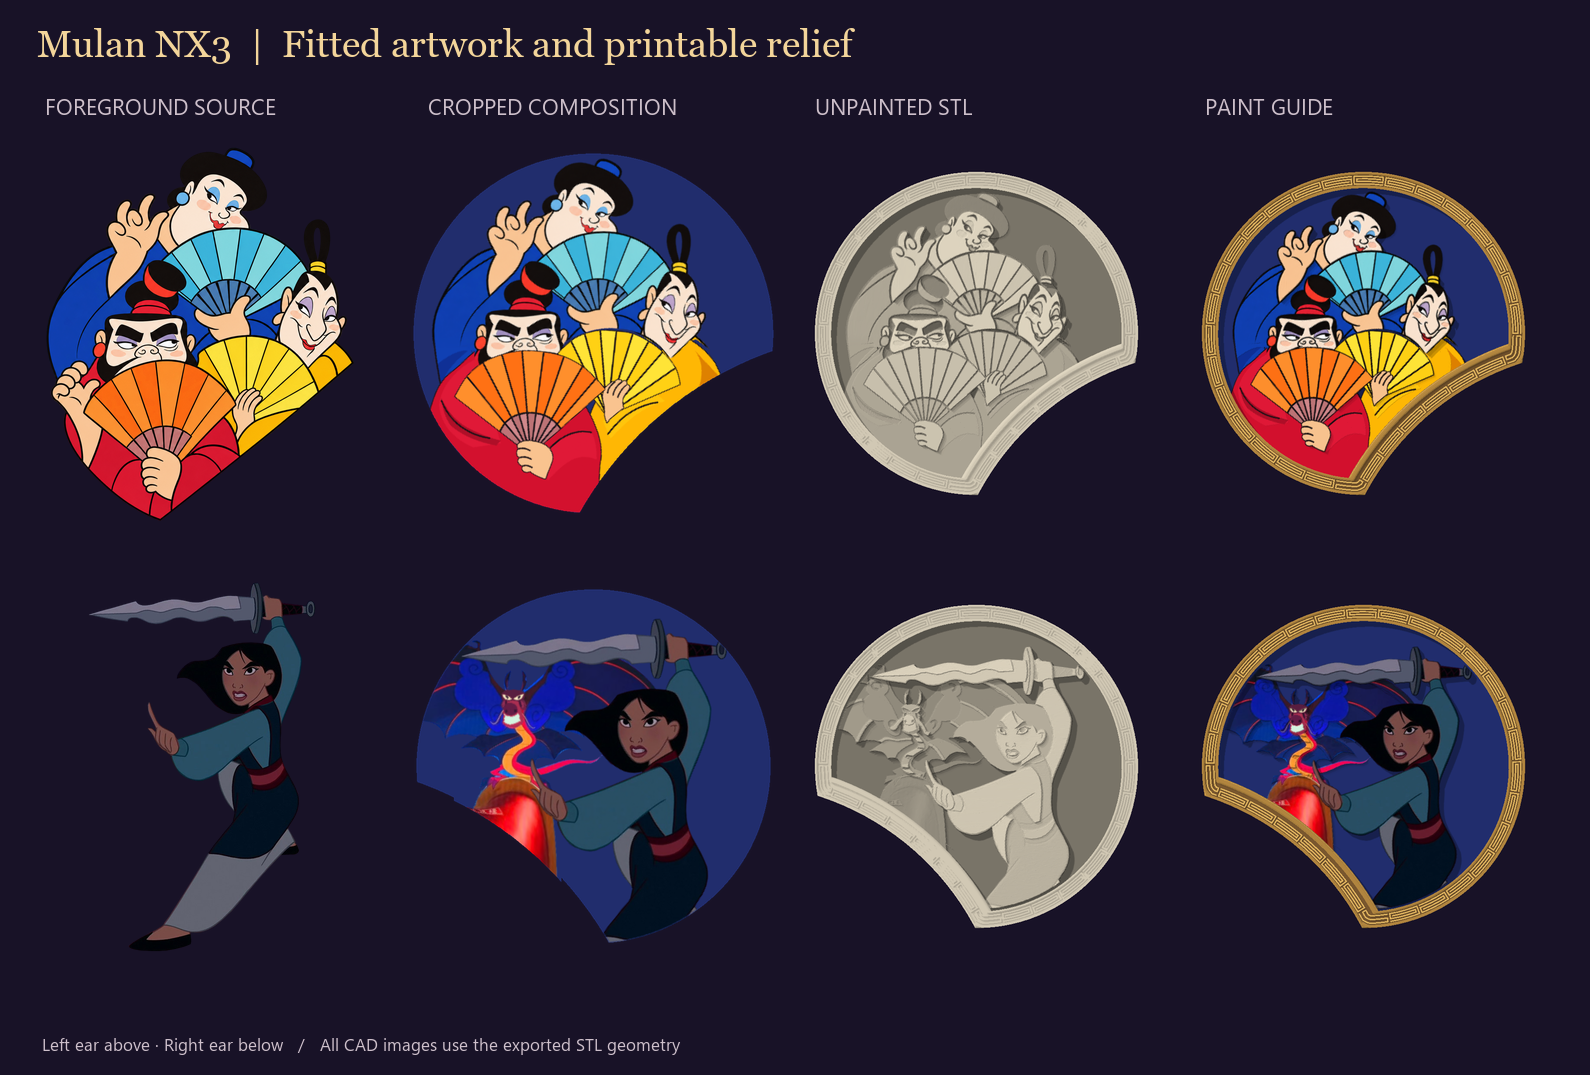 Mulan NX3 | Fitted artwork and printable relief
FOREGROUND SOURCE
CROPPED COMPOSITION
UNPAINTED STL
PAINT GUIDE
Left ear above · Right ear below / All CAD images use the exported STL geometry